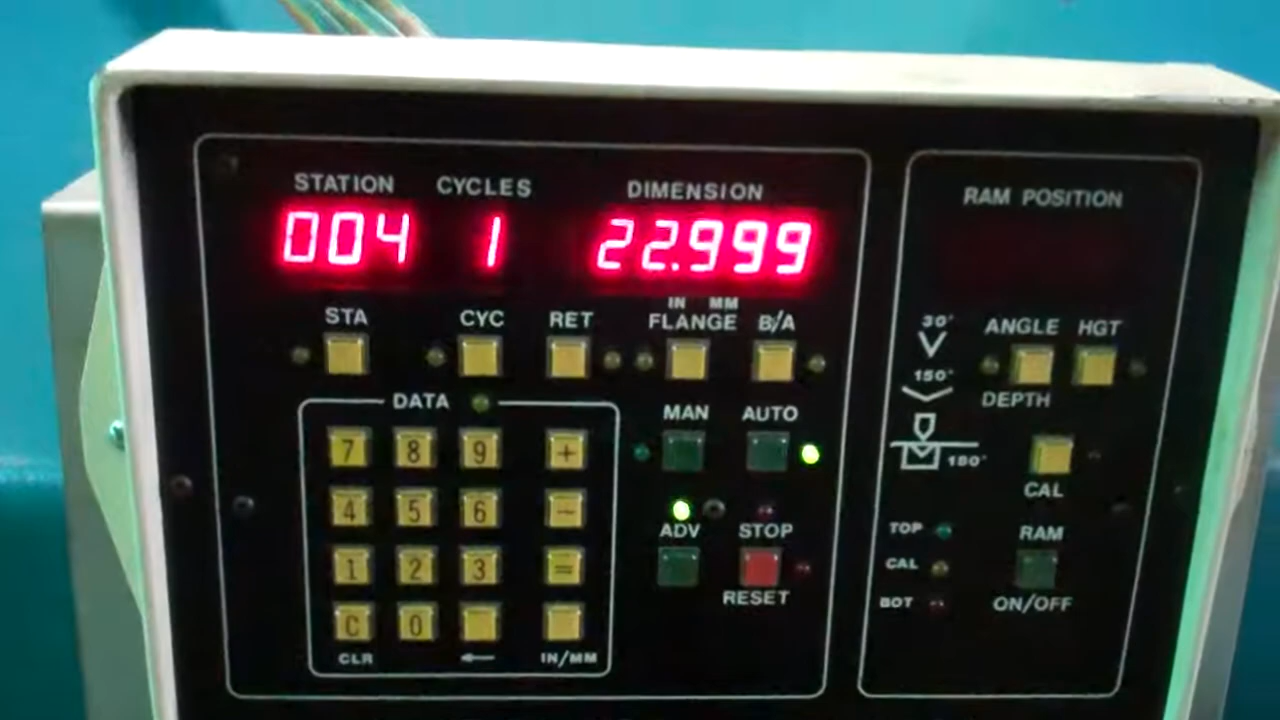 STATION CYCLES DIMENSION
004 1 22.999
IN MM
STA CYC RET FLANGE B/A
DATA
MAN AUTO
7 8 9 +
4 5 6 −
ADV STOP
1 2 3 =
RESET
C 0 ←
CLR ← IN/MM
RAM POSITION
30°
ANGLE HGT
150°
DEPTH
180°
CAL
TOP RAM
CAL
BOT ON/OFF